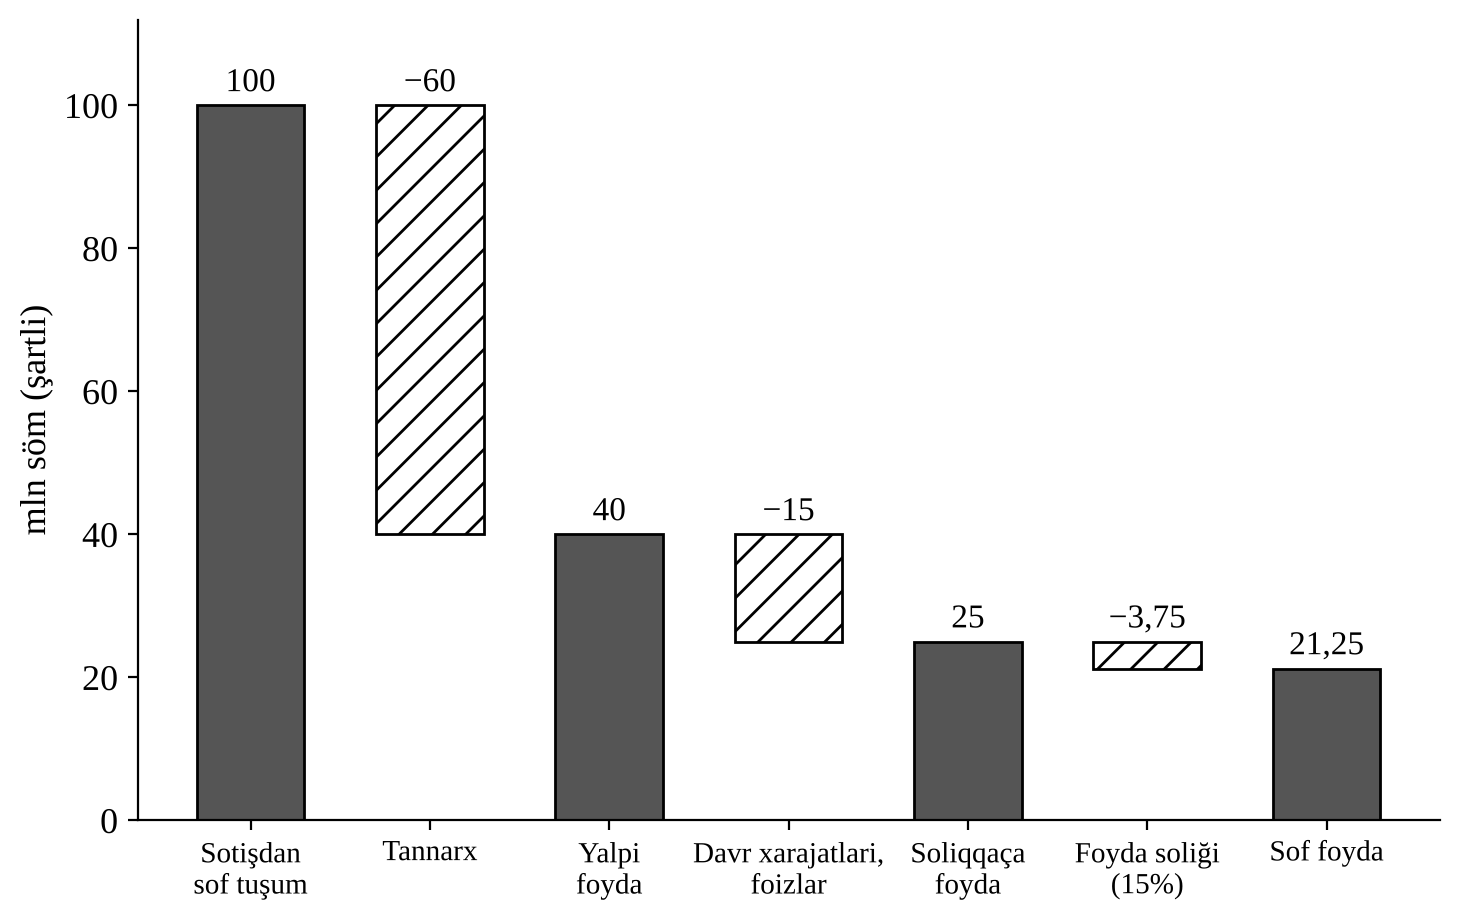 100
−60
40
−15
25
−3,75
21,25
100
80
60
40
20
0
mln söm (şartli)
Sotişdan
sof tuşum
Tannarx
Yalpi
foyda
Davr xarajatlari,
foizlar
Soliqqaça
foyda
Foyda soliği
(15%)
Sof foyda